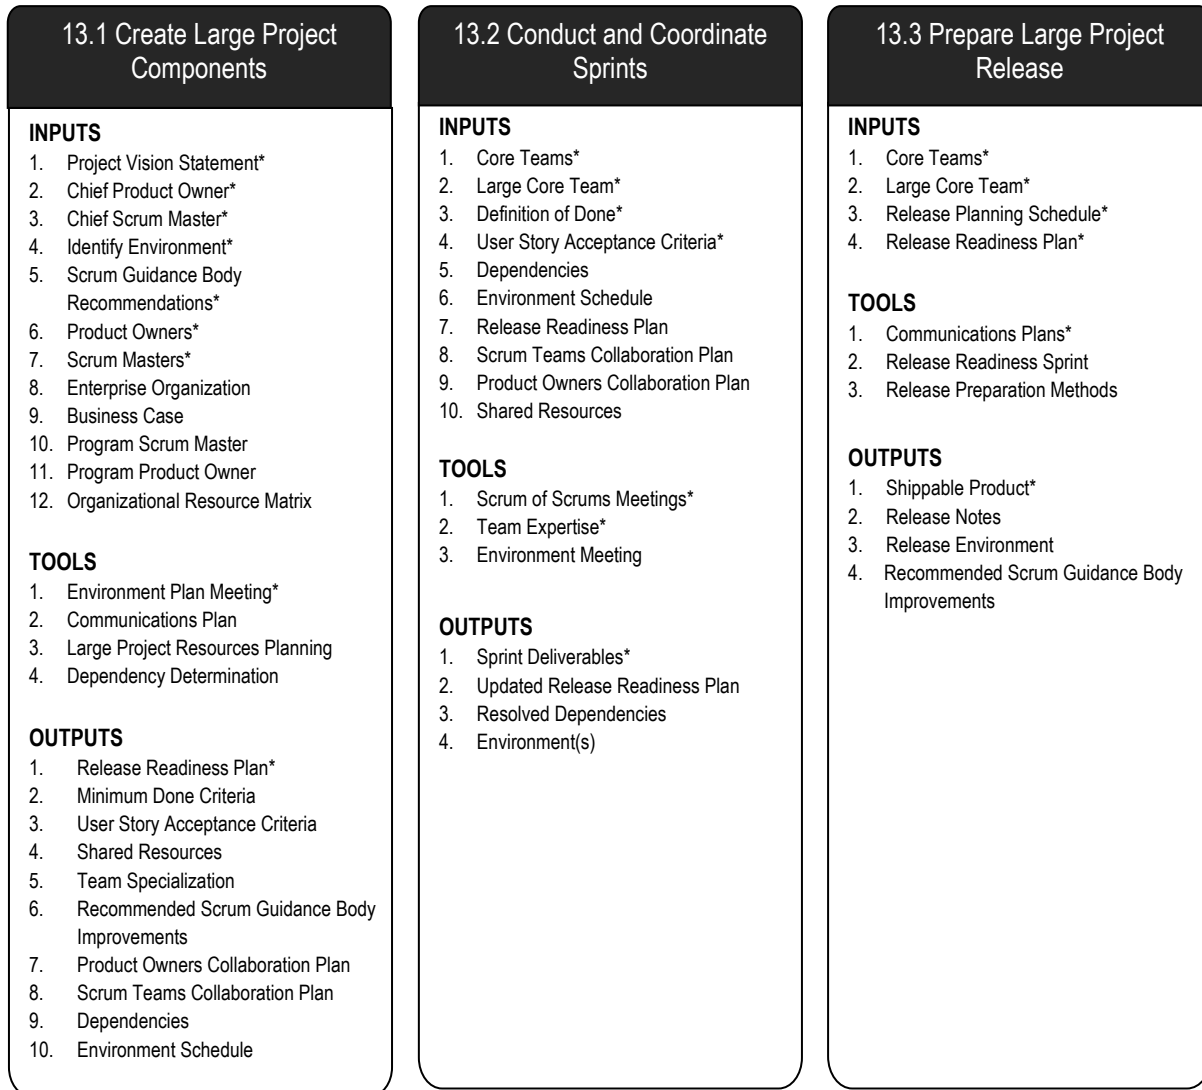 13.1 Create Large Project
Components
INPUTS
1. Project Vision Statement*
2. Chief Product Owner*
3. Chief Scrum Master*
4. Identify Environment*
5. Scrum Guidance Body
Recommendations*
6. Product Owners*
7. Scrum Masters*
8. Enterprise Organization
9. Business Case
10. Program Scrum Master
11. Program Product Owner
12. Organizational Resource Matrix
TOOLS
1. Environment Plan Meeting*
2. Communications Plan
3. Large Project Resources Planning
4. Dependency Determination
OUTPUTS
1. Release Readiness Plan*
2. Minimum Done Criteria
3. User Story Acceptance Criteria
4. Shared Resources
5. Team Specialization
6. Recommended Scrum Guidance Body
Improvements
7. Product Owners Collaboration Plan
8. Scrum Teams Collaboration Plan
9. Dependencies
10. Environment Schedule
13.2 Conduct and Coordinate
Sprints
INPUTS
1. Core Teams*
2. Large Core Team*
3. Definition of Done*
4. User Story Acceptance Criteria*
5. Dependencies
6. Environment Schedule
7. Release Readiness Plan
8. Scrum Teams Collaboration Plan
9. Product Owners Collaboration Plan
10. Shared Resources
TOOLS
1. Scrum of Scrums Meetings*
2. Team Expertise*
3. Environment Meeting
OUTPUTS
1. Sprint Deliverables*
2. Updated Release Readiness Plan
3. Resolved Dependencies
4. Environment(s)
13.3 Prepare Large Project
Release
INPUTS
1. Core Teams*
2. Large Core Team*
3. Release Planning Schedule*
4. Release Readiness Plan*
TOOLS
1. Communications Plans*
2. Release Readiness Sprint
3. Release Preparation Methods
OUTPUTS
1. Shippable Product*
2. Release Notes
3. Release Environment
4. Recommended Scrum Guidance Body
Improvements